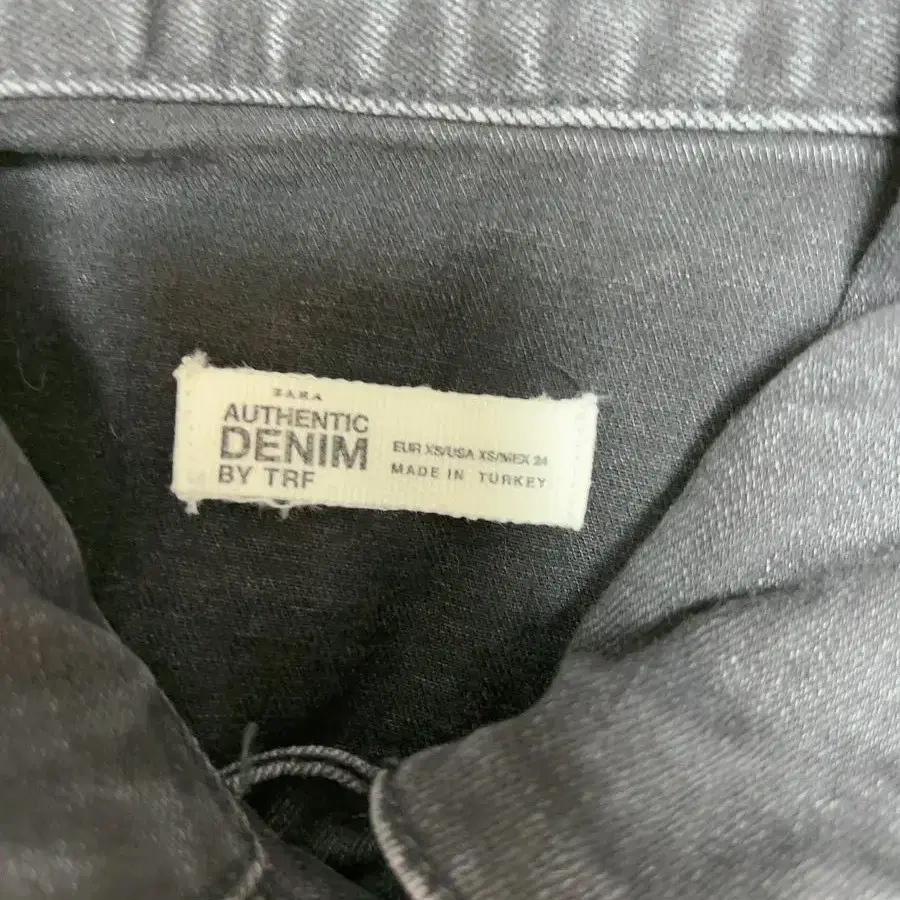 ZARA
AUTHENTIC
DENIM
BY TRF
EUR XS/USA XS/MEX 24
MADE IN TURKEY